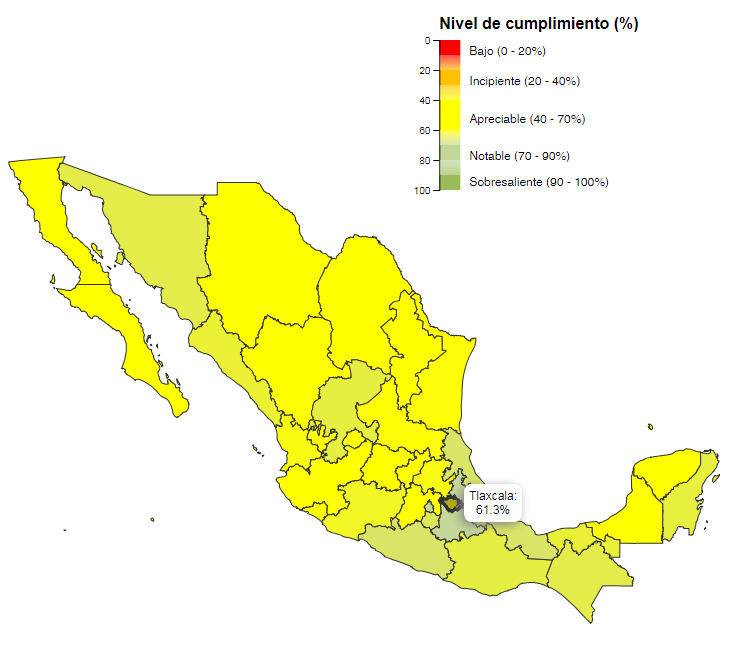 Nivel de cumplimiento (%)
0
Bajo (0 - 20%)
20
Incipiente (20 - 40%)
40
Apreciable (40 - 70%)
60
Notable (70 - 90%)
80
Sobresaliente (90 - 100%)
100
Tlaxcala:
61.3%